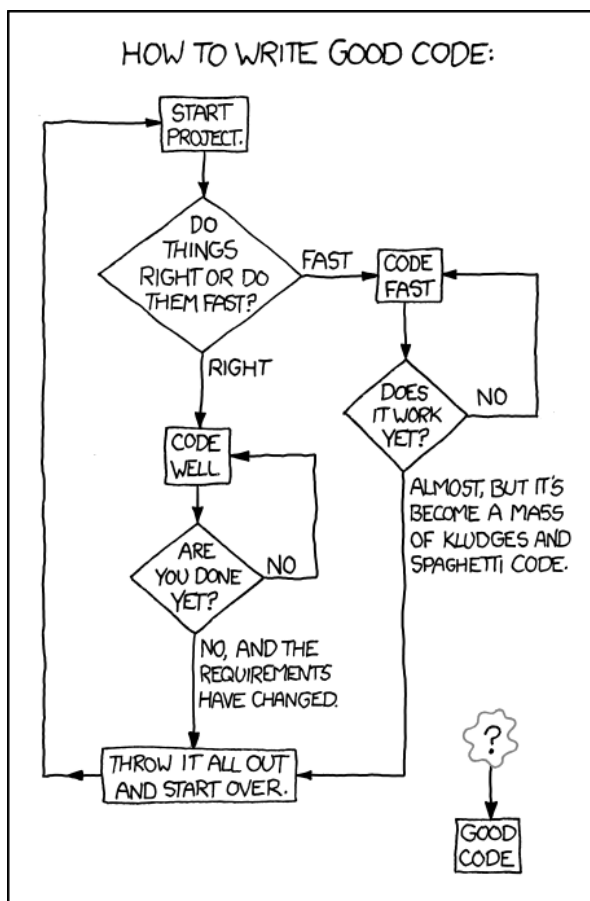 HOW TO WRITE GOOD CODE:
START
PROJECT.
DO
THINGS
RIGHT OR DO
THEM FAST?
FAST
CODE
FAST
RIGHT
DOES
IT WORK
YET?
NO
CODE
WELL.
ALMOST, BUT IT'S
BECOME A MASS
OF KLUDGES AND
SPAGHETTI CODE.
ARE
YOU DONE
YET?
NO
NO, AND THE
REQUIREMENTS
HAVE CHANGED.
THROW IT ALL OUT
AND START OVER.
?
GOOD
CODE